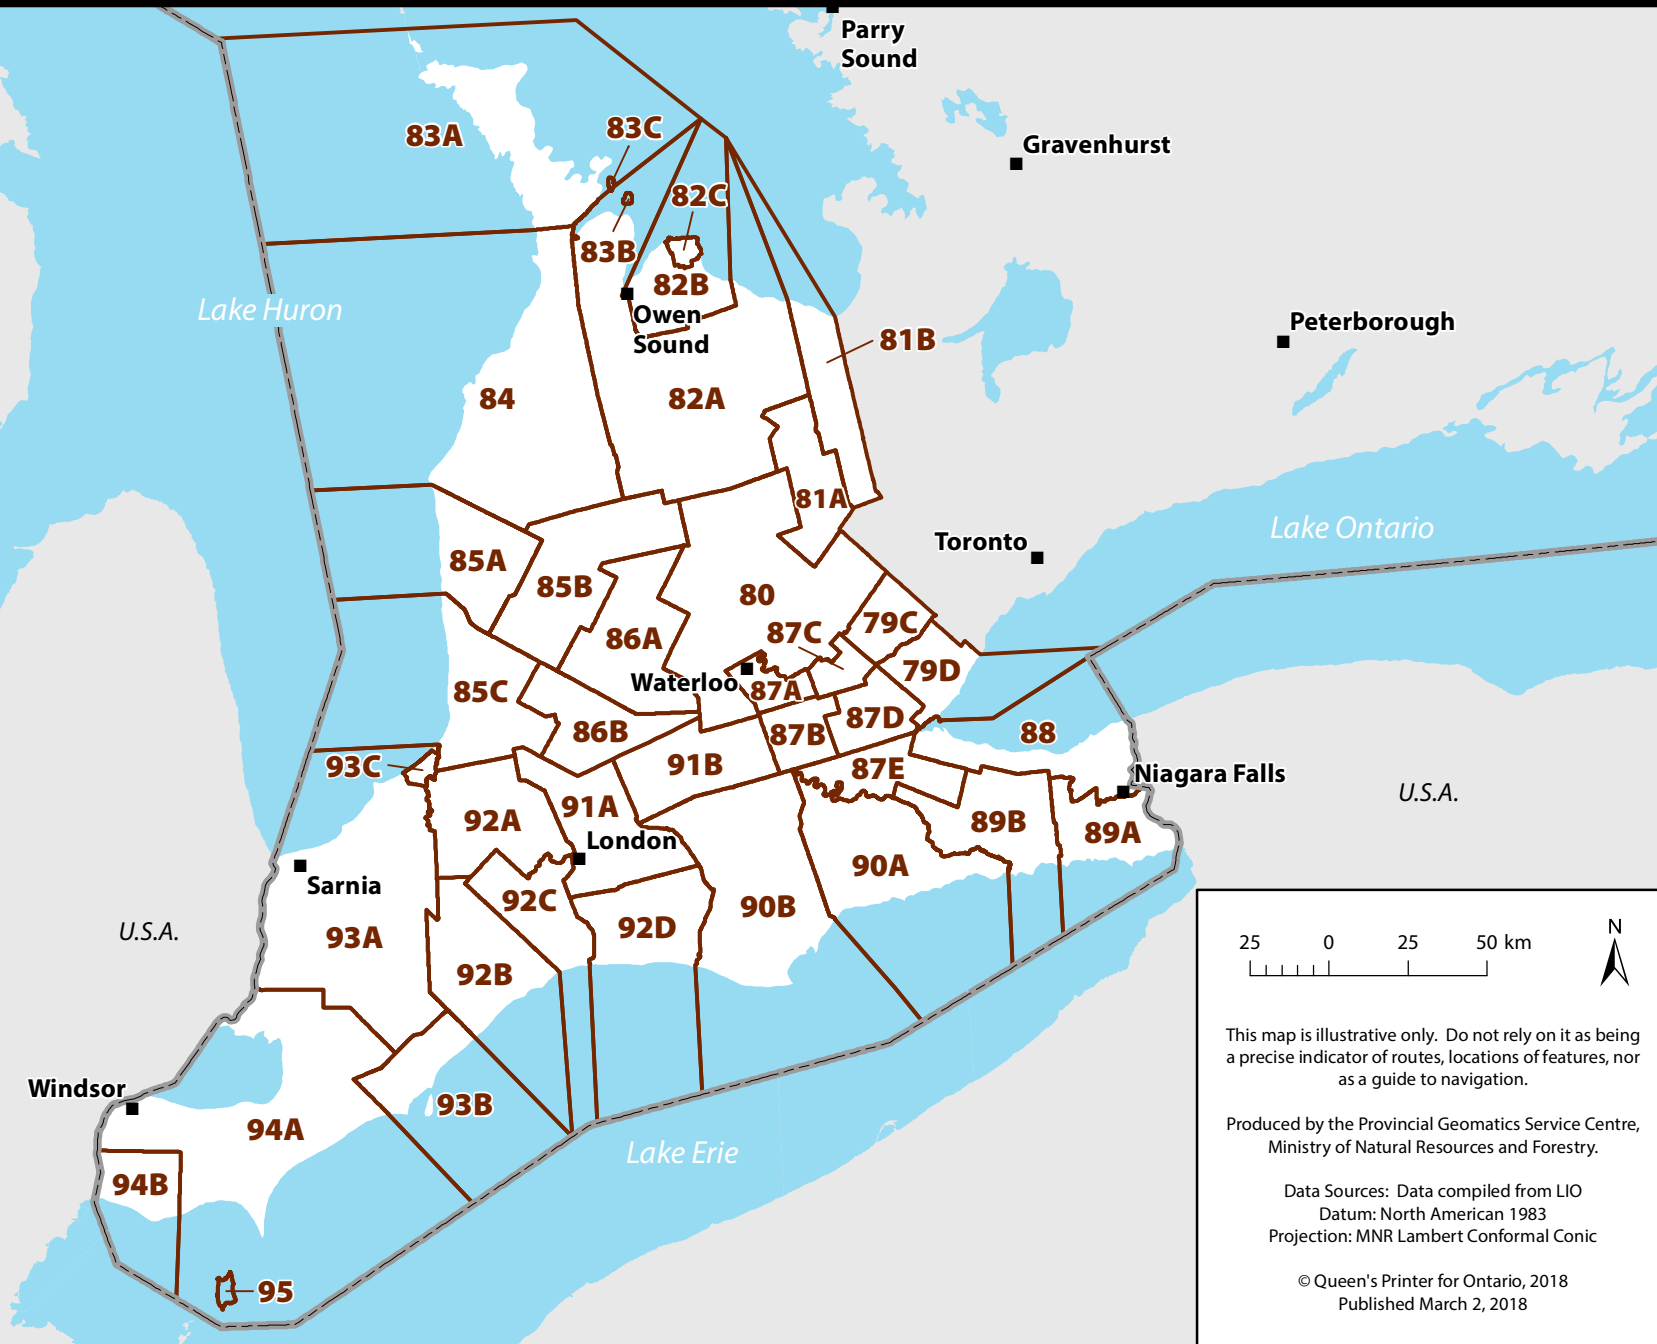 Parry
Sound
83A
83C
Gravenhurst
82C
83B
82B
Lake Huron
Owen
Sound
81B
Peterborough
84
82A
81A
Toronto
Lake Ontario
85A
85B
80
86A
87C
79C
79D
Waterloo
87A
85C
86B
87B
87D
88
93C
91B
87E
Niagara Falls
U.S.A.
92A
91A
London
89B
89A
Sarnia
90A
92C
90B
92D
U.S.A.
93A
92B
Windsor
93B
94A
Lake Erie
94B
95
25 0 25 50 km
N
This map is illustrative only. Do not rely on it as being
a precise indicator of routes, locations of features, nor
as a guide to navigation.
Produced by the Provincial Geomatics Service Centre,
Ministry of Natural Resources and Forestry.
Data Sources: Data compiled from LIO
Datum: North American 1983
Projection: MNR Lambert Conformal Conic
© Queen's Printer for Ontario, 2018
Published March 2, 2018